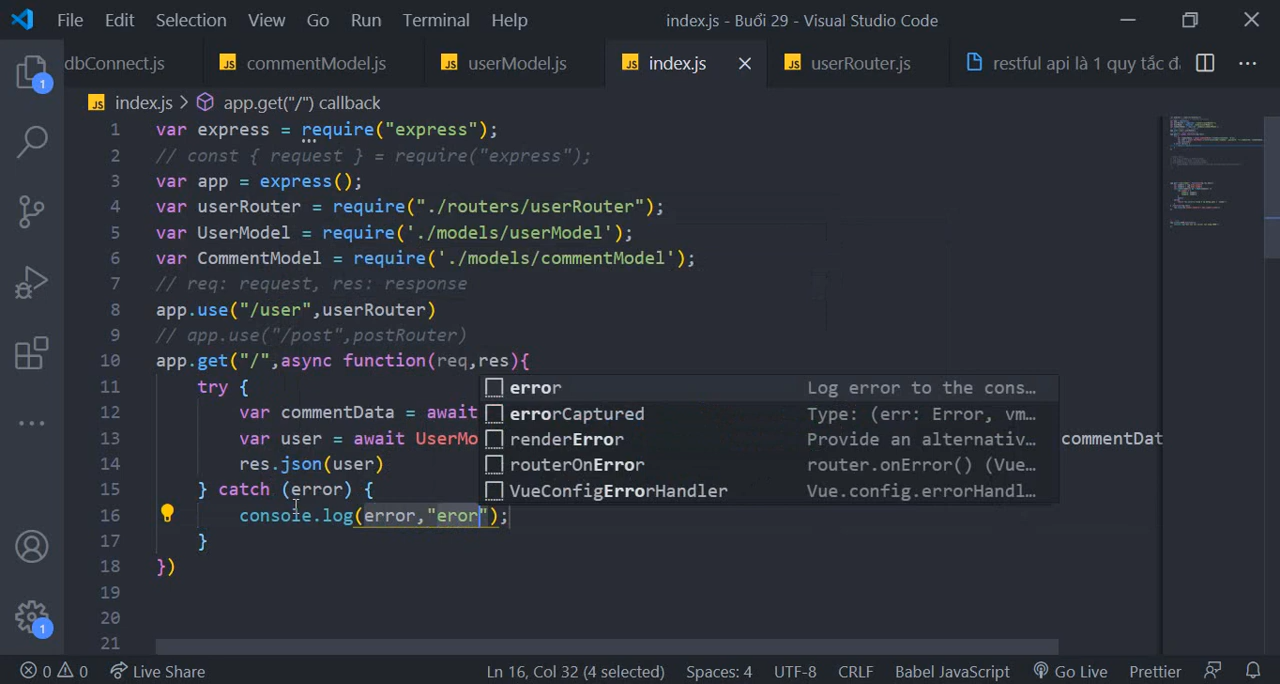 File Edit Selection View Go Run Terminal Help index.js - Buổi 29 - Visual Studio Code
dbConnect.js JS commentModel.js JS userModel.js JS index.js JS userRouter.js restful api là 1 quy tắc
JS index.js > app.get("/") callback
1 var express = require("express");
2 // const { request } = require("express");
3 var app = express();
4 var userRouter = require("./routers/userRouter");
5 var UserModel = require('./models/userModel');
6 var CommentModel = require('./models/commentModel');
7 // req: request, res: response
8 app.use("/user",userRouter)
9 // app.use("/post",postRouter)
10 app.get("/",async function(req,res){
11 try {
error Log error to the cons…
12 var commentData = await
errorCaptured Type: (err: Error, vm…
13 var user = await UserMo
renderError Provide an alternativ…
commentDat
14 res.json(user)
routerOnError router.onError() (Vue…
15 } catch (error) {
VueConfigErrorHandler Vue.config.errorHandl…
16 console.log(error,"eror");
17 }
18 })
19
20
21
1
1
0 0 Live Share Ln 16, Col 32 (4 selected) Spaces: 4 UTF-8 CRLF Babel JavaScript Go Live Prettier